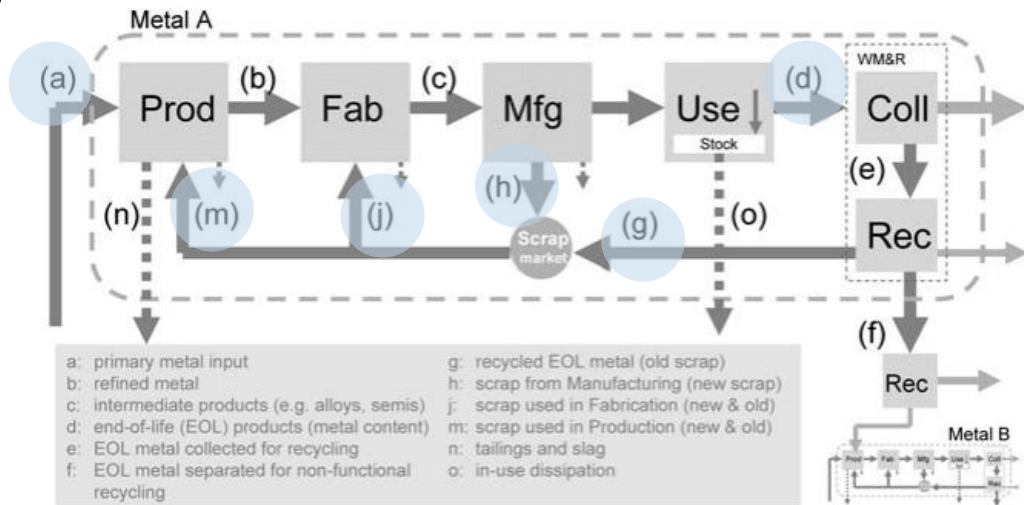 Metal A
(a)
(b)
(c)
(d)
WM&R
Prod
Fab
Mfg
Use
Stock
Coll
(e)
(n)
(m)
(j)
(h)
(o)
(g)
Scrap
market
Rec
(f)
Rec
a: primary metal input
b: refined metal
c: intermediate products (e.g. alloys, semis)
d: end-of-life (EOL) products (metal content)
e: EOL metal collected for recycling
f: EOL metal separated for non-functional
recycling
g: recycled EOL metal (old scrap)
h: scrap from Manufacturing (new scrap)
j: scrap used in Fabrication (new & old)
m: scrap used in Production (new & old)
n: tailings and slag
o: in-use dissipation
Metal B
Prod
Fab
Mfg
Use
Coll
Rec